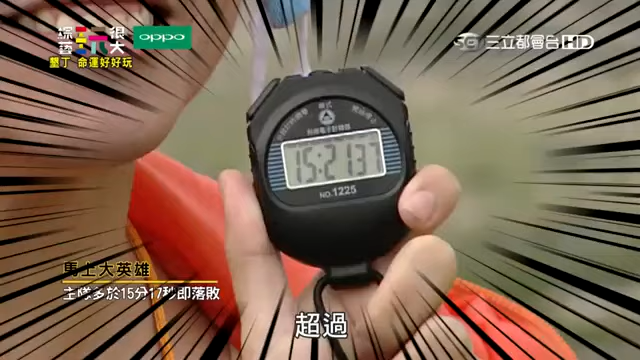 綜藝玩很大
oppo
墾丁 命運好好玩
三立都會台HD
15:2137
NO.1225
馬上大英雄
主隊多於15分17秒即落敗
超過